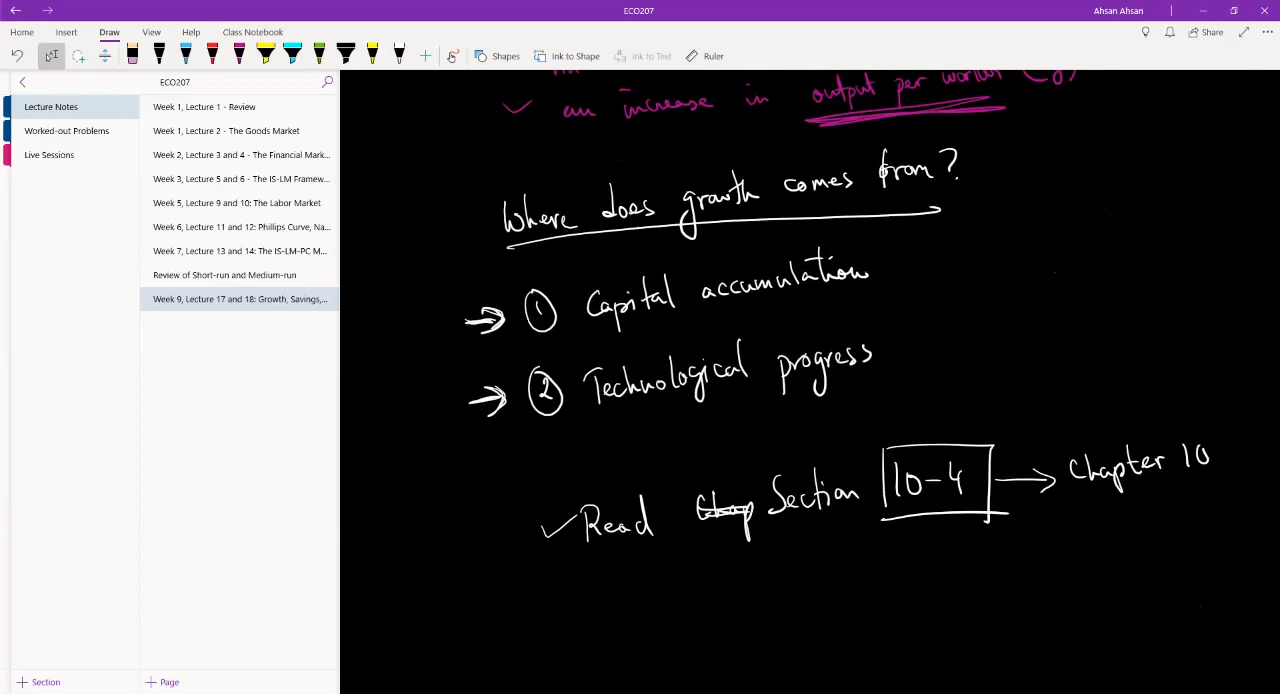 ECO207
Ahsan Ahsan
Home Insert Draw View Help Class Notebook
Share
Shapes Ink to Shape Ink to Text Ruler
ECO207
Lecture Notes
Worked-out Problems
Live Sessions
Week 1, Lecture 1 - Review
Week 1, Lecture 2 - The Goods Market
Week 2, Lecture 3 and 4 - The Financial Mark...
Week 3, Lecture 5 and 6 - The IS-LM Framew...
Week 5, Lecture 9 and 10: The Labor Market
Week 6, Lecture 11 and 12: Phillips Curve, Na...
Week 7, Lecture 13 and 14: The IS-LM-PC M...
Review of Short-run and Medium-run
Week 9, Lecture 17 and 18: Growth, Savings,...
+ Section
+ Page
✓ an increase in output per worker
Where does growth comes from?
→ ① Capital accumulation
→ ② Technological progress
✓ Read Section 10-4 → Chapter 10